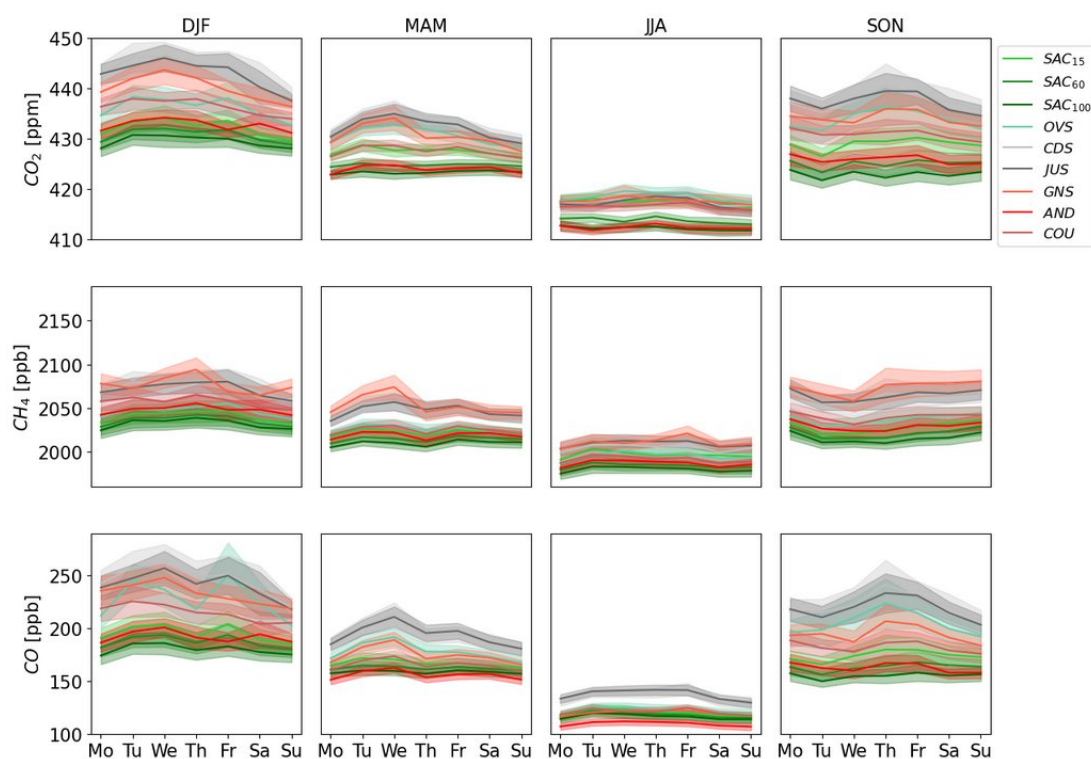 DJF MAM JJA SON
CO₂ [ppm]
450
440
430
420
410
SAC₁₅
SAC₆₀
SAC₁₀₀
OVS
CDS
JUS
GNS
AND
COU
CH₄ [ppb]
2150
2100
2050
2000
CO [ppb]
250
200
150
100
Mo Tu We Th Fr Sa Su Mo Tu We Th Fr Sa Su Mo Tu We Th Fr Sa Su Mo Tu We Th Fr Sa Su